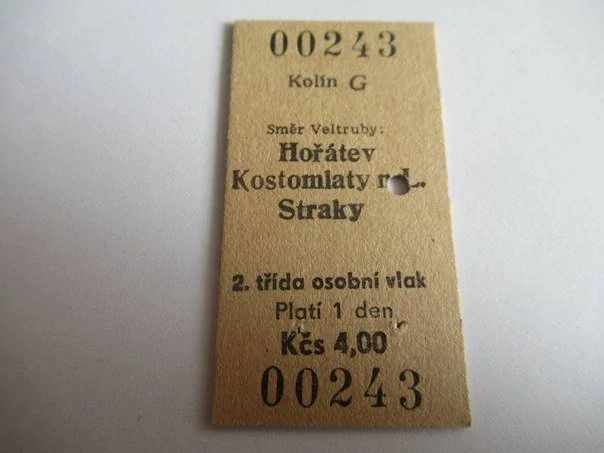 00243
Kolín G
Směr Veltruby:
Hořátev
Kostomlaty n L.
Straky
2. třída osobní vlak
Platí 1 den
Kčs 4,00
00243